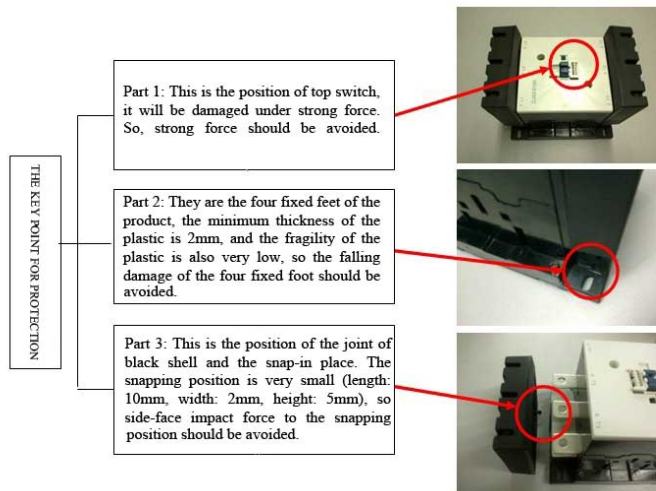 THE KEY POINT FOR PROTECTION
Part 1: This is the position of top switch,
it will be damaged under strong force.
So, strong force should be avoided.
Part 2: They are the four fixed feet of the
product, the minimum thickness of the
plastic is 2mm, and the fragility of the
plastic is also very low, so the falling
damage of the four fixed foot should be
avoided.
Part 3: This is the position of the joint of
black shell and the snap-in place. The
snapping position is very small (length:
10mm, width: 2mm, height: 5mm), so
side-face impact force to the snapping
position should be avoided.